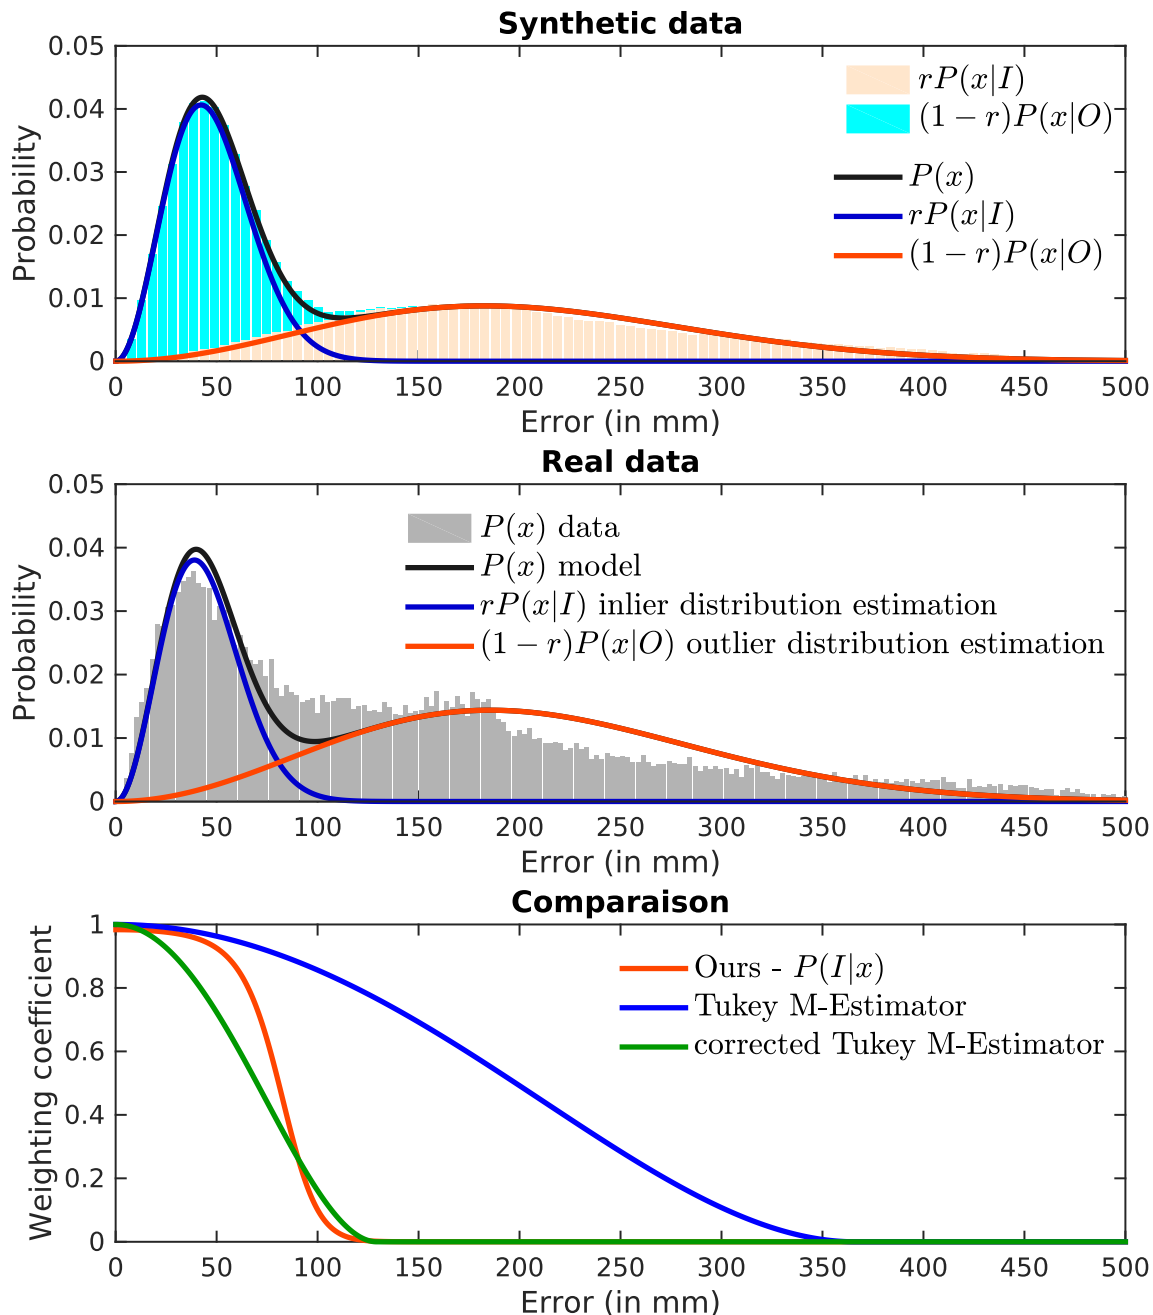 Synthetic data
0.05
0.04
0.03
0.02
0.01
0
Probability
rP(x|I)
(1 − r)P(x|O)
P(x)
rP(x|I)
(1 − r)P(x|O)
0 50 100 150 200 250 300 350 400 450 500
Error (in mm)
Real data
0.05
0.04
0.03
0.02
0.01
0
Probability
P(x) data
P(x) model
rP(x|I) inlier distribution estimation
(1 − r)P(x|O) outlier distribution estimation
0 50 100 150 200 250 300 350 400 450 500
Error (in mm)
Comparaison
1
0.8
0.6
0.4
0.2
0
Weighting coefficient
Ours - P(I|x)
Tukey M-Estimator
corrected Tukey M-Estimator
0 50 100 150 200 250 300 350 400 450 500
Error (in mm)